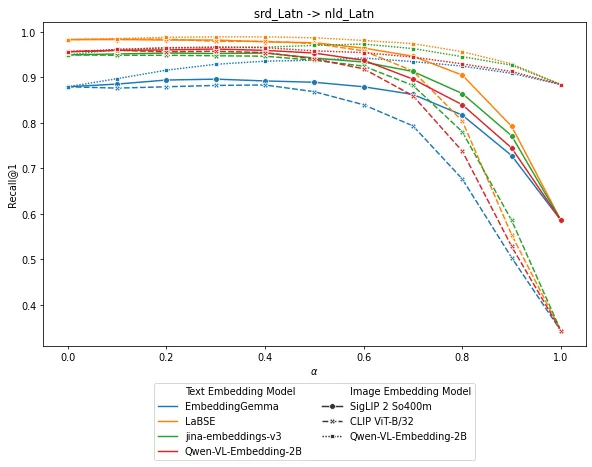 srd_Latn -> nld_Latn
Recall@1
1.0
0.9
0.8
0.7
0.6
0.5
0.4
0.0
0.2
0.4
0.6
0.8
1.0
α
Text Embedding Model
EmbeddingGemma
LaBSE
jina-embeddings-v3
Qwen-VL-Embedding-2B
Image Embedding Model
SigLIP 2 So400m
CLIP ViT-B/32
Qwen-VL-Embedding-2B